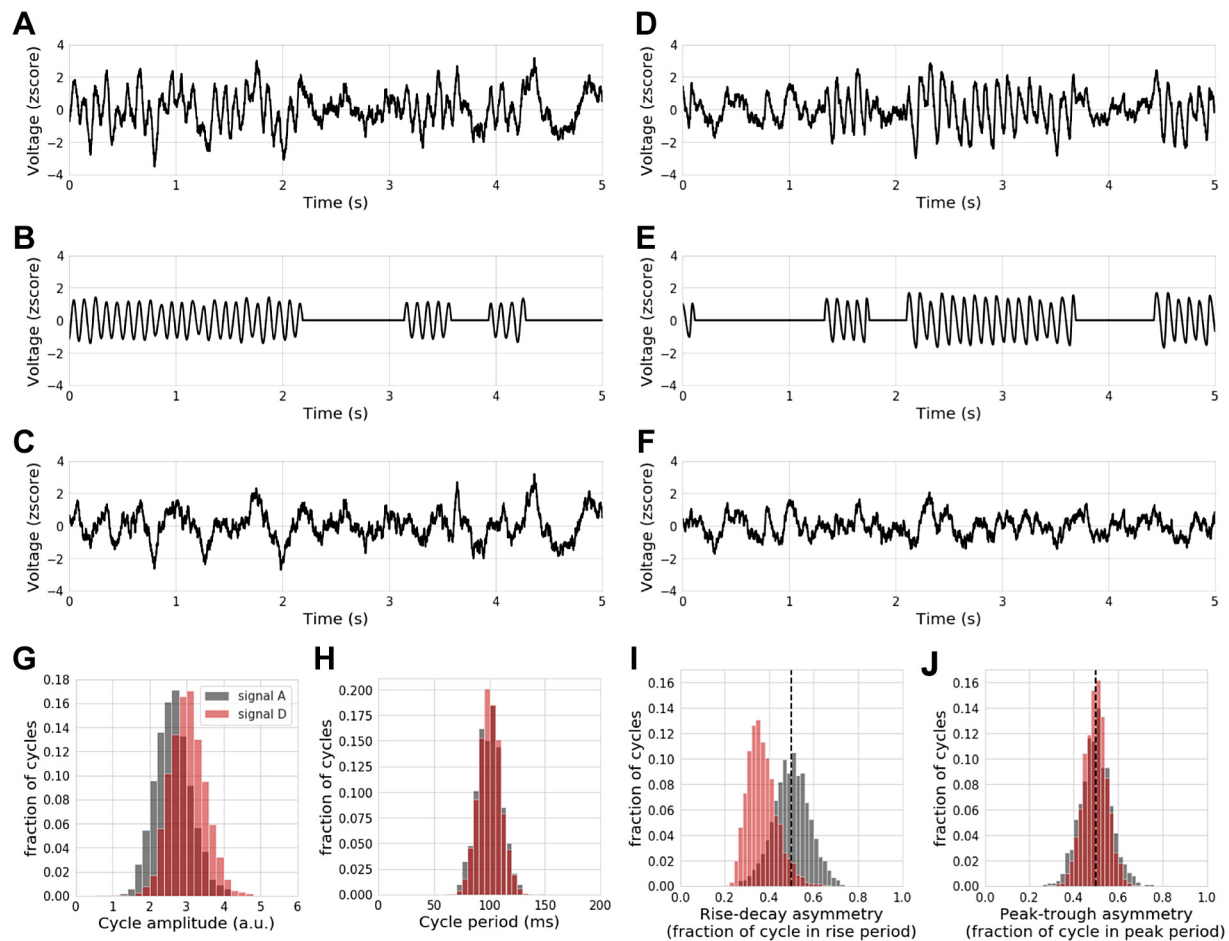 A
Voltage (zscore)
4
2
0
−2
−4
0 1 2 3 4 5
Time (s)
D
Voltage (zscore)
4
2
0
−2
−4
0 1 2 3 4 5
Time (s)
B
Voltage (zscore)
4
2
0
−2
−4
0 1 2 3 4 5
Time (s)
E
Voltage (zscore)
4
2
0
−2
−4
0 1 2 3 4 5
Time (s)
C
Voltage (zscore)
4
2
0
−2
−4
0 1 2 3 4 5
Time (s)
F
Voltage (zscore)
4
2
0
−2
−4
0 1 2 3 4 5
Time (s)
G
fraction of cycles
0.18
0.16
0.14
0.12
0.10
0.08
0.06
0.04
0.02
0.00
signal A
signal D
0 1 2 3 4 5 6
Cycle amplitude (a.u.)
H
fraction of cycles
0.200
0.175
0.150
0.125
0.100
0.075
0.050
0.025
0.000
0 50 100 150 200
Cycle period (ms)
I
fraction of cycles
0.16
0.14
0.12
0.10
0.08
0.06
0.04
0.02
0.00
0.0 0.2 0.4 0.6 0.8 1.0
Rise-decay asymmetry
(fraction of cycle in rise period)
J
fraction of cycles
0.16
0.14
0.12
0.10
0.08
0.06
0.04
0.02
0.00
0.0 0.2 0.4 0.6 0.8 1.0
Peak-trough asymmetry
(fraction of cycle in peak period)